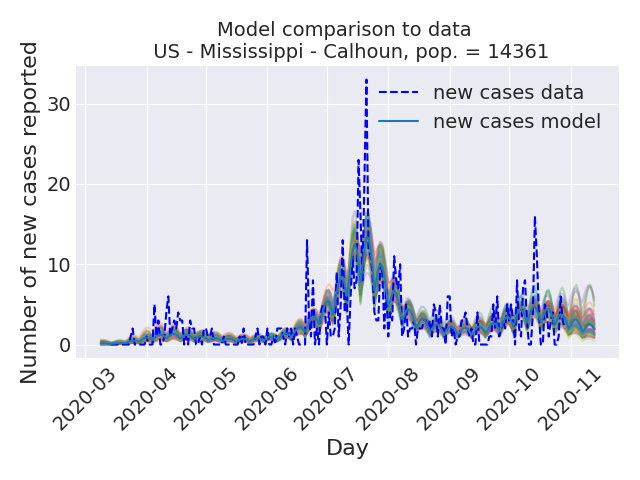 Model comparison to data
US - Mississippi - Calhoun, pop. = 14361
Number of new cases reported
30
20
10
0
new cases data
new cases model
2020-03
2020-04
2020-05
2020-06
2020-07
2020-08
2020-09
2020-10
2020-11
Day